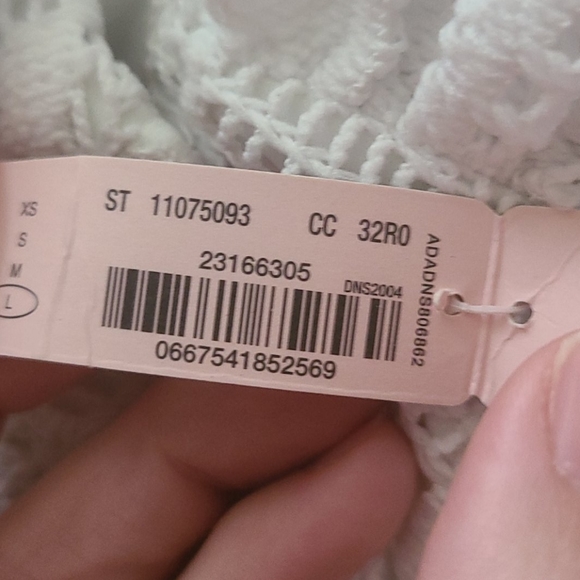 XS
S
M
L
ST 11075093 CC 32R0
23166305
DNS2004
0667541852569
ADADNS806862